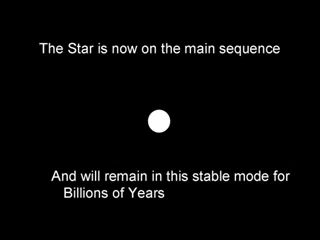 The Star is now on the main sequence
And will remain in this stable mode for
Billions of Years